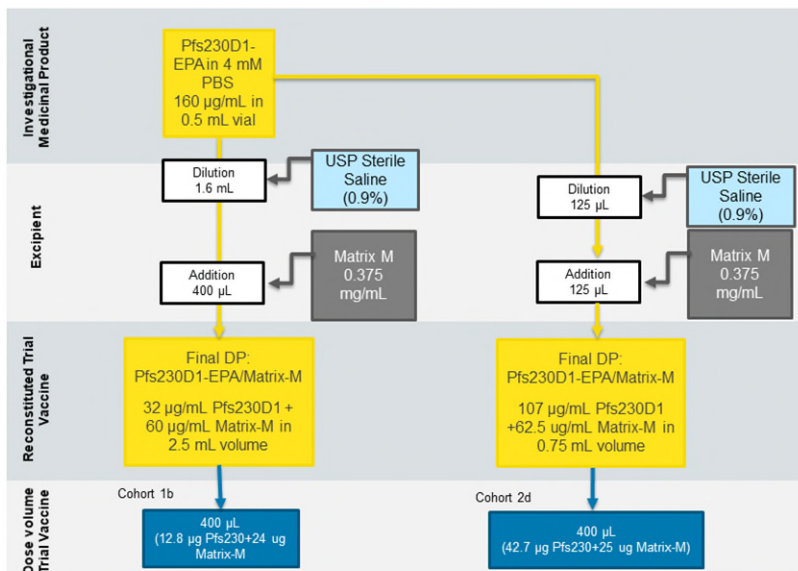 Investigational
Medicinal Product
Pfs230D1-
EPA in 4 mM
PBS
160 µg/mL in
0.5 mL vial
Excipient
Dilution
1.6 mL
USP Sterile
Saline
(0.9%)
Dilution
125 µL
USP Sterile
Saline
(0.9%)
Addition
400 µL
Matrix M
0.375
mg/mL
Addition
125 µL
Matrix M
0.375
mg/mL
Reconstituted Trial
Vaccine
Final DP:
Pfs230D1-EPA/Matrix-M
32 µg/mL Pfs230D1 +
60 µg/mL Matrix-M in
2.5 mL volume
Final DP:
Pfs230D1-EPA/Matrix-M
107 µg/mL Pfs230D1
+62.5 ug/mL Matrix-M in
0.75 mL volume
Dose volume
Trial Vaccine
Cohort 1b
400 µL
(12.8 µg Pfs230+24 ug
Matrix-M)
Cohort 2d
400 µL
(42.7 µg Pfs230+25 ug Matrix-M)